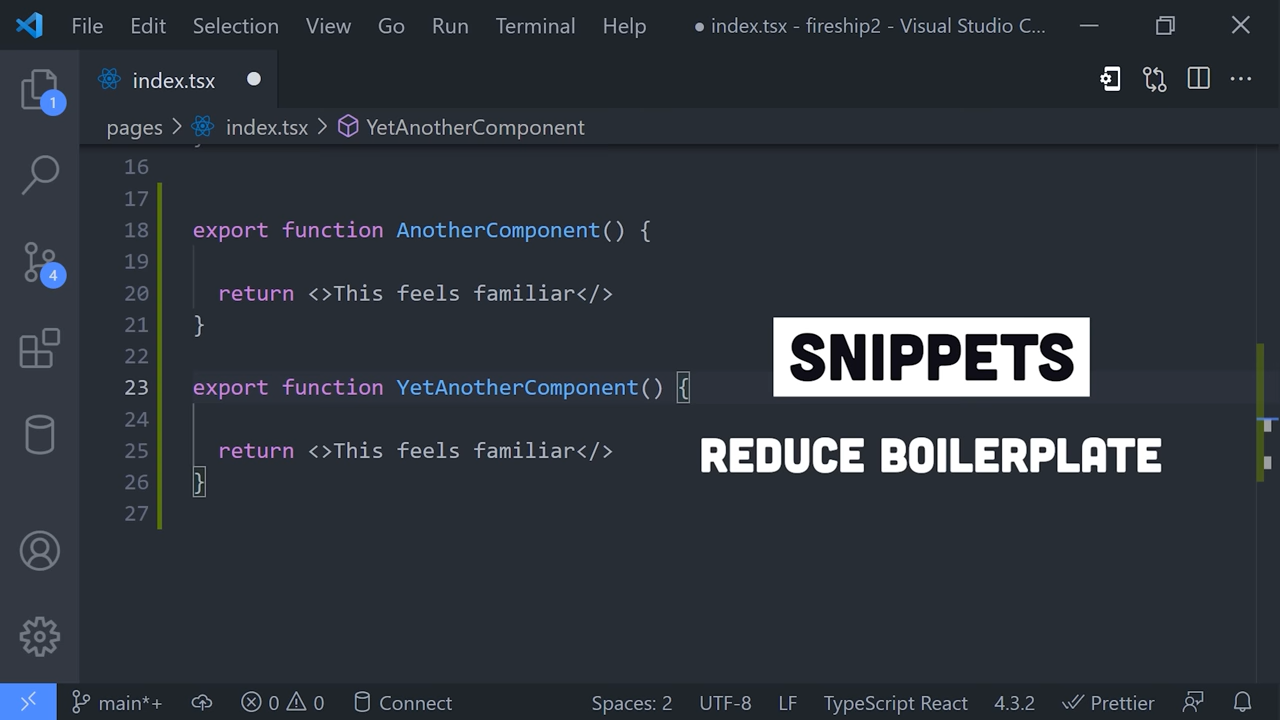 File Edit Selection View Go Run Terminal Help ● index.tsx - fireship2 - Visual Studio C...
1
index.tsx
pages > index.tsx > YetAnotherComponent
16
17
18 export function AnotherComponent() {
19
20 return <>This feels familiar</>
21 }
22
SNIPPETS
23 export function YetAnotherComponent() {
24
25 return <>This feels familiar</>
REDUCE BOILERPLATE
26 }
27
4
main*+ 0 0 Connect Spaces: 2 UTF-8 LF TypeScript React 4.3.2 Prettier